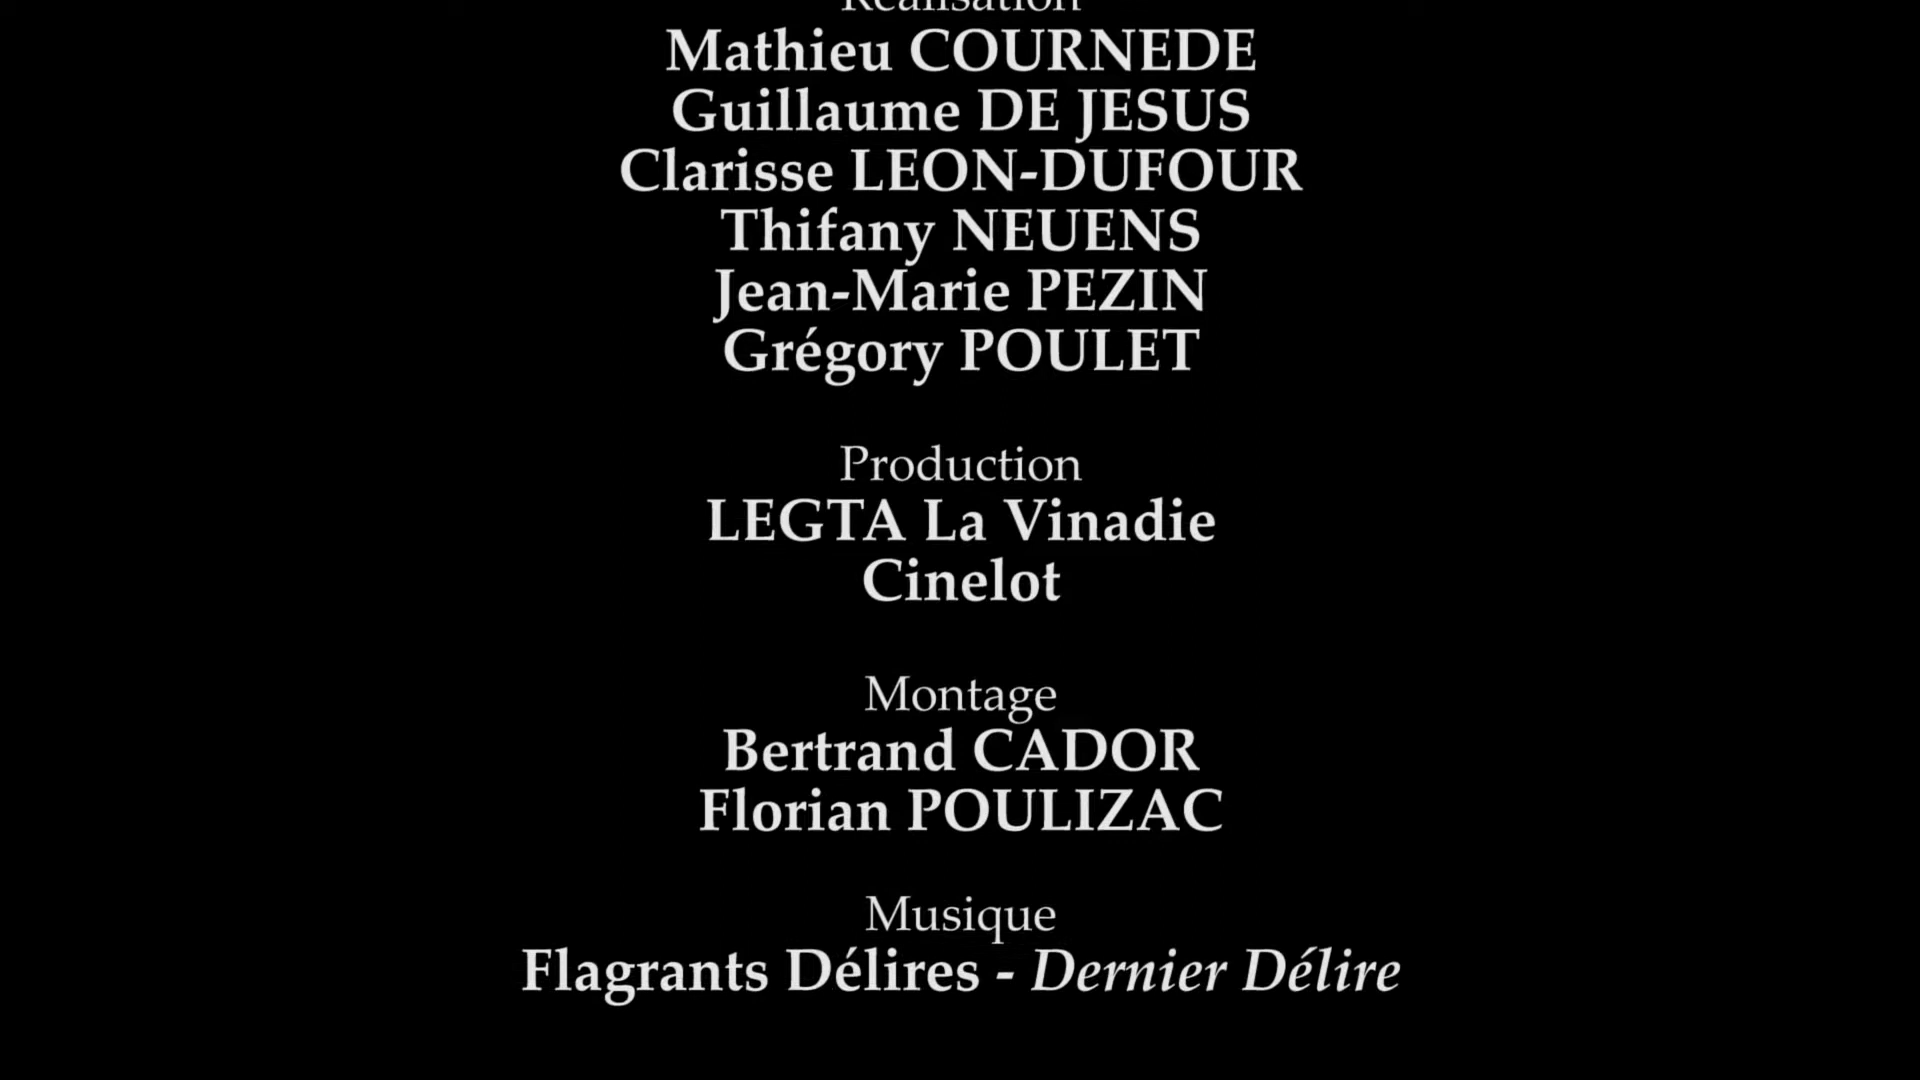 Réalisation
Mathieu COURNEDE
Guillaume DE JESUS
Clarisse LEON-DUFOUR
Thifany NEUENS
Jean-Marie PEZIN
Grégory POULET
Production
LEGTA La Vinadie
Cinelot
Montage
Bertrand CADOR
Florian POULIZAC
Musique
Flagrants Délires - Dernier Délire